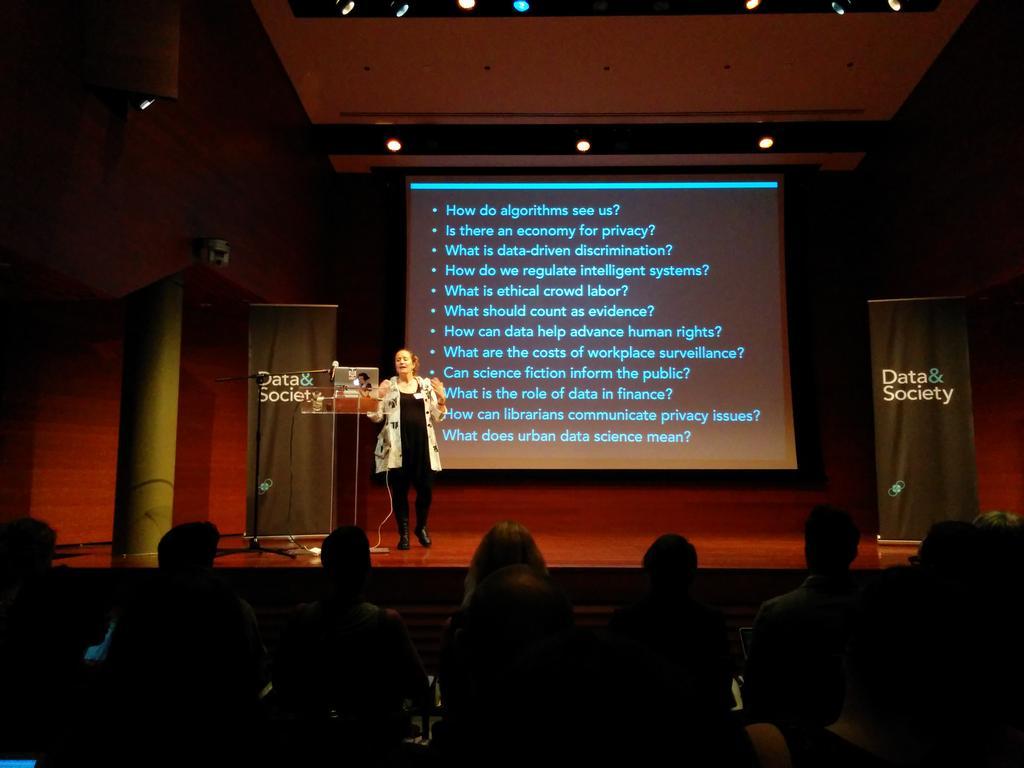 • How do algorithms see us?
• Is there an economy for privacy?
• What is data-driven discrimination?
• How do we regulate intelligent systems?
• What is ethical crowd labor?
• What should count as evidence?
• How can data help advance human rights?
• What are the costs of workplace surveillance?
• Can science fiction inform the public?
What is the role of data in finance?
How can librarians communicate privacy issues?
What does urban data science mean?
Data&
Society
Data&
Society